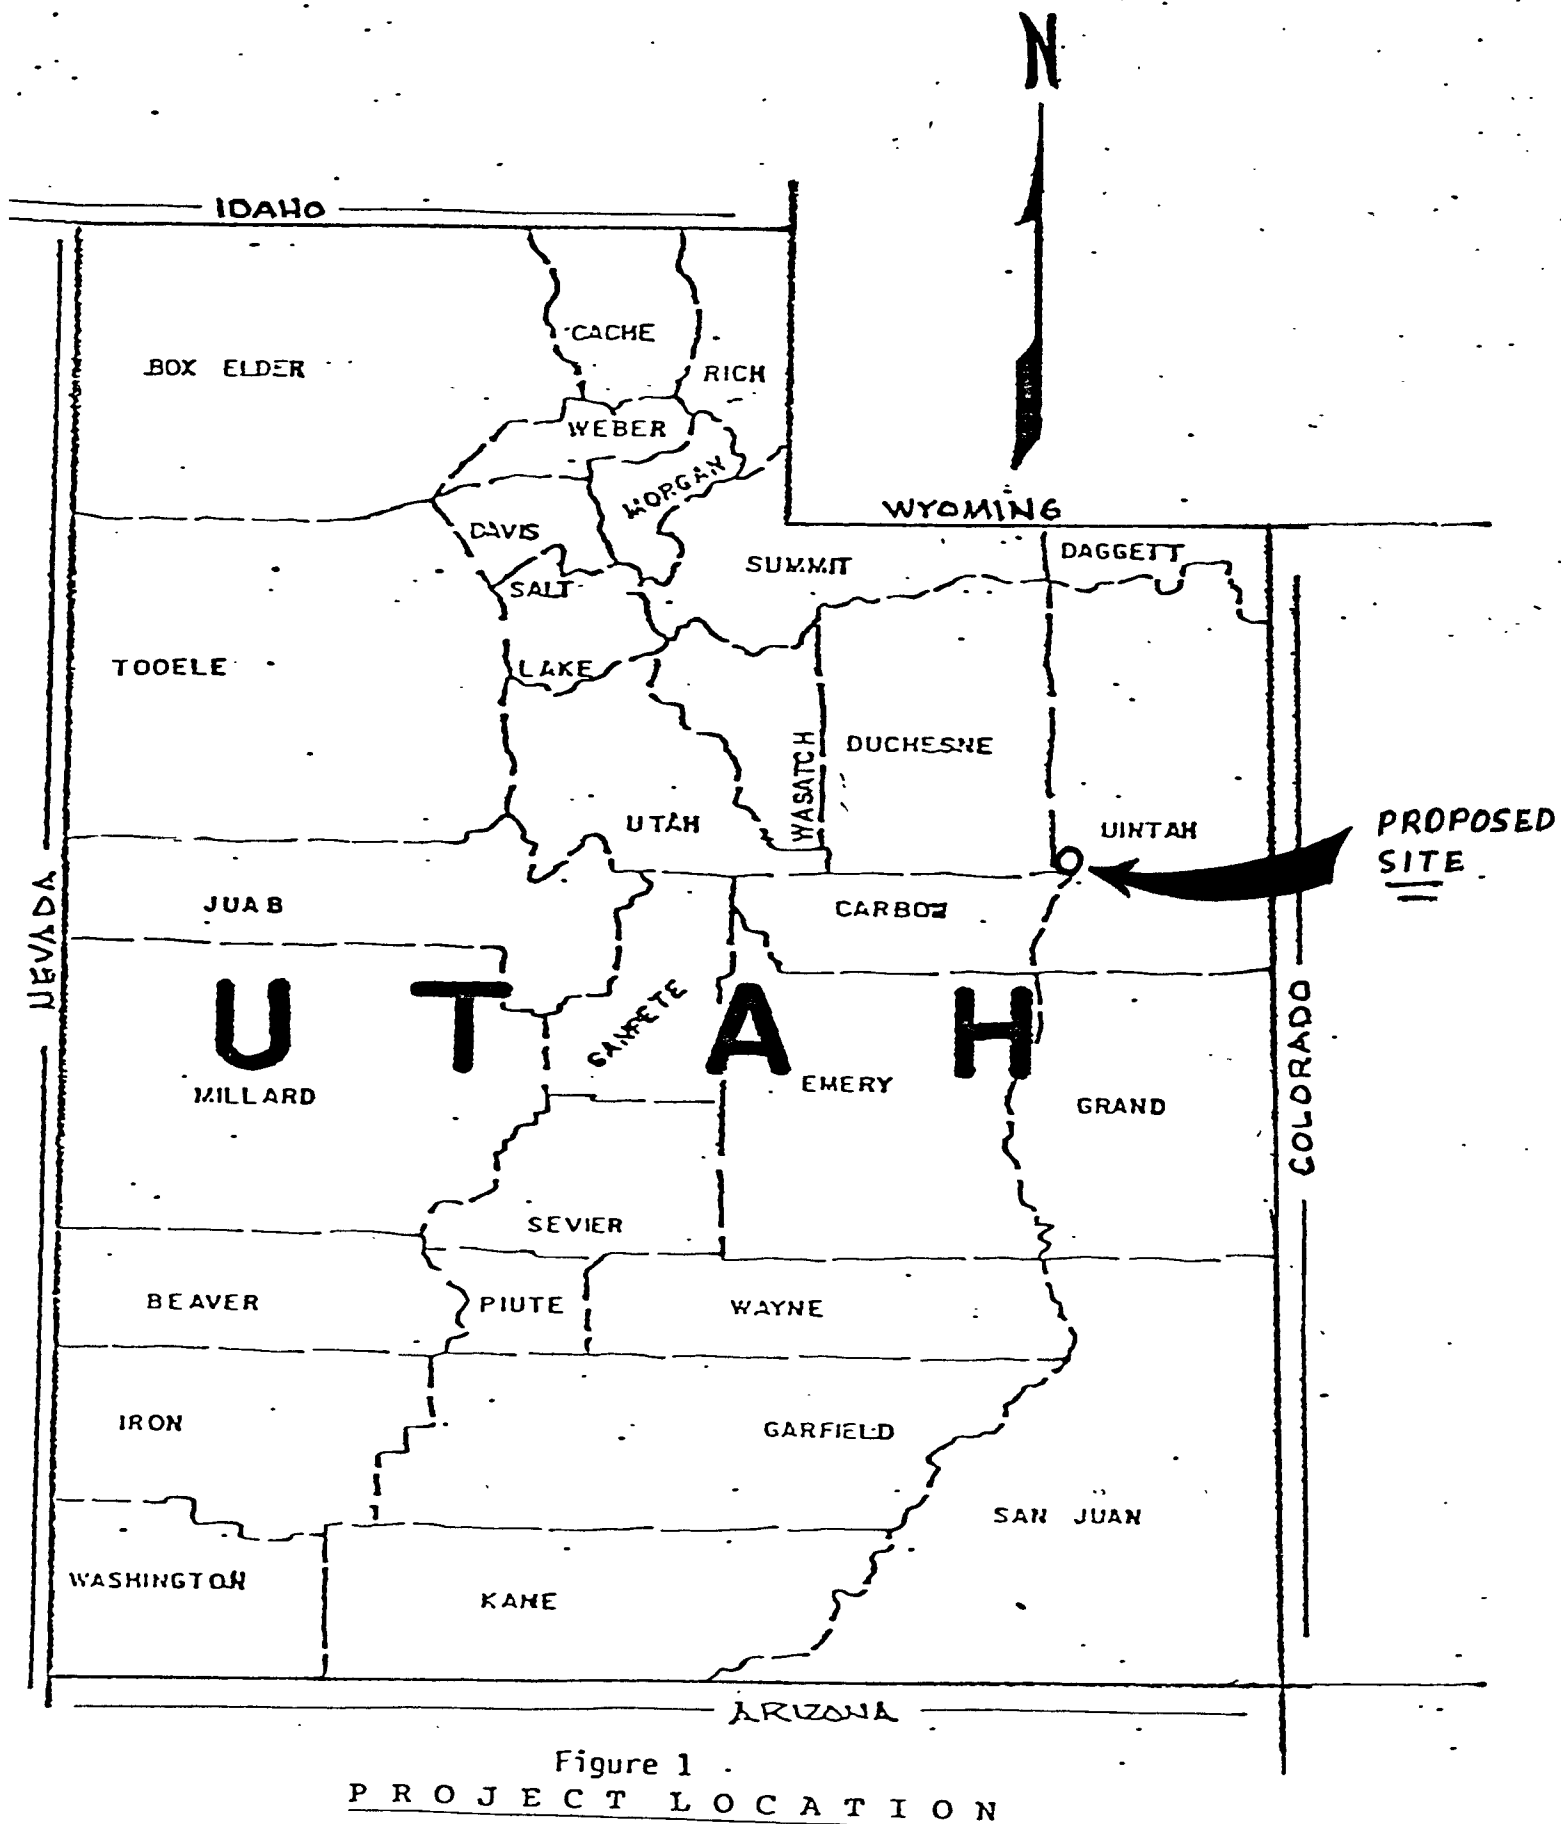 N
IDAHO
CACHE
BOX ELDER
RICH
WEBER
MORGAN
WYOMING
DAVIS
DAGGETT
SUMMIT
SALT
LAKE
TOOELE
WASATCH
DUCHESNE
UTAH
UINTAH
PROPOSED
SITE
JUAB
CARBON
NEVADA
U T A H
SANPETE
MILLARD
EMERY
GRAND
COLORADO
SEVIER
BEAVER
PIUTE
WAYNE
IRON
GARFIELD
SAN JUAN
WASHINGTON
KANE
ARIZONA
Figure 1
PROJECT LOCATION